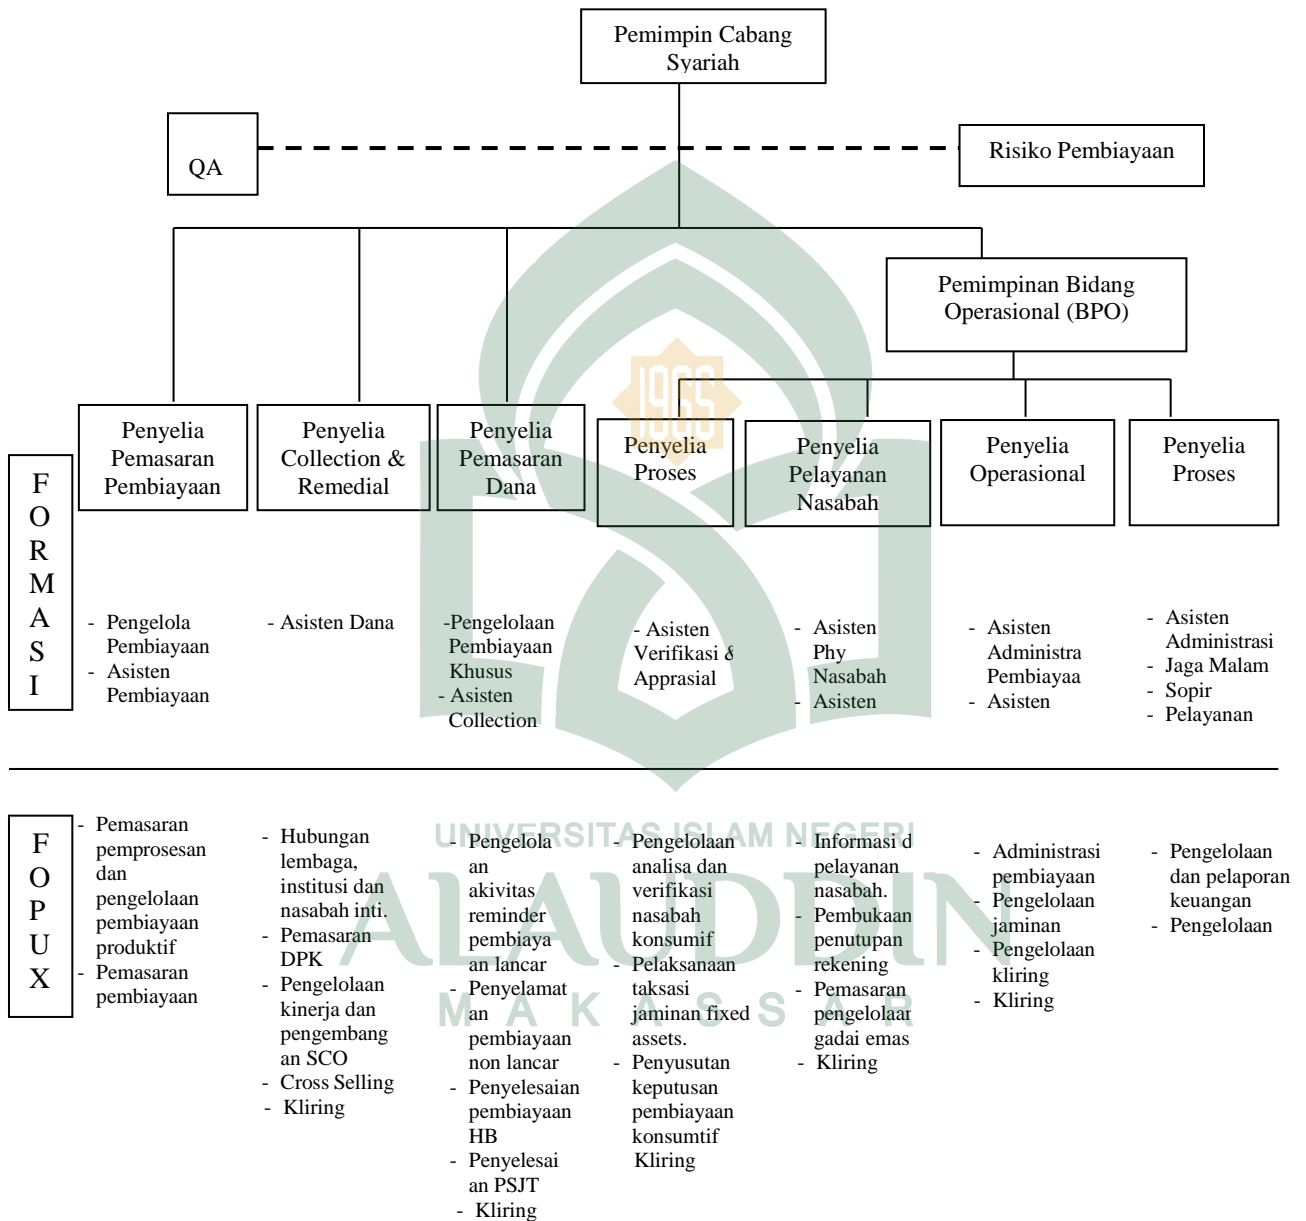 Pemimpin Cabang
Syariah
QA
Risiko Pembiayaan
Pemimpinan Bidang
Operasional (BPO)
Penyelia
Pemasaran
Pembiayaan
Penyelia
Collection &
Remedial
Penyelia
Pemasaran
Dana
Penyelia
Proses
Penyelia
Pelayanan
Nasabah
Penyelia
Operasional
Penyelia
Proses
1965
F
O
R
M
A
S
I
- Pengelola
Pembiayaan
- Asisten
Pembiayaan
- Asisten Dana
-Pengelolaan
Pembiayaan
Khusus
- Asisten
Collection
- Asisten
Verifikasi &
Apprasial
- Asisten
Phy
Nasabah
- Asisten
- Asisten
Administra
Pembiayaa
- Asisten
- Asisten
Administrasi
- Jaga Malam
- Sopir
- Pelayanan
F
O
P
U
X
- Pemasaran
pemprosesan
dan
pengelolaan
pembiayaan
produktif
- Pemasaran
pembiayaan
- Hubungan
lembaga,
institusi dan
nasabah inti.
- Pemasaran
DPK
- Pengelolaan
kinerja dan
pengembang
an SCO
- Cross Selling
- Kliring
- Pengelola
an
akivitas
reminder
pembiaya
an lancar
- Penyelamat
an
pembiayaan
non lancar
- Penyelesaian
pembiayaan
HB
- Penyelesai
an PSJT
- Kliring
- Pengelolaan
analisa dan
verifikasi
nasabah
konsumif
- Pelaksanaan
taksasi
jaminan fixed
assets.
- Penyusutan
keputusan
pembiayaan
konsumtif
Kliring
- Informasi d
pelayanan
nasabah.
- Pembukaan
penutupan
rekening
- Pemasaran
pengelolaan
gadai emas
- Kliring
- Administrasi
pembiayaan
- Pengelolaan
jaminan
- Pengelolaan
kliring
- Kliring
- Pengelolaan
dan pelaporan
keuangan
- Pengelolaan
UNIVERSITAS ISLAM NEGERI
ALAUDDIN
MAKASSAR